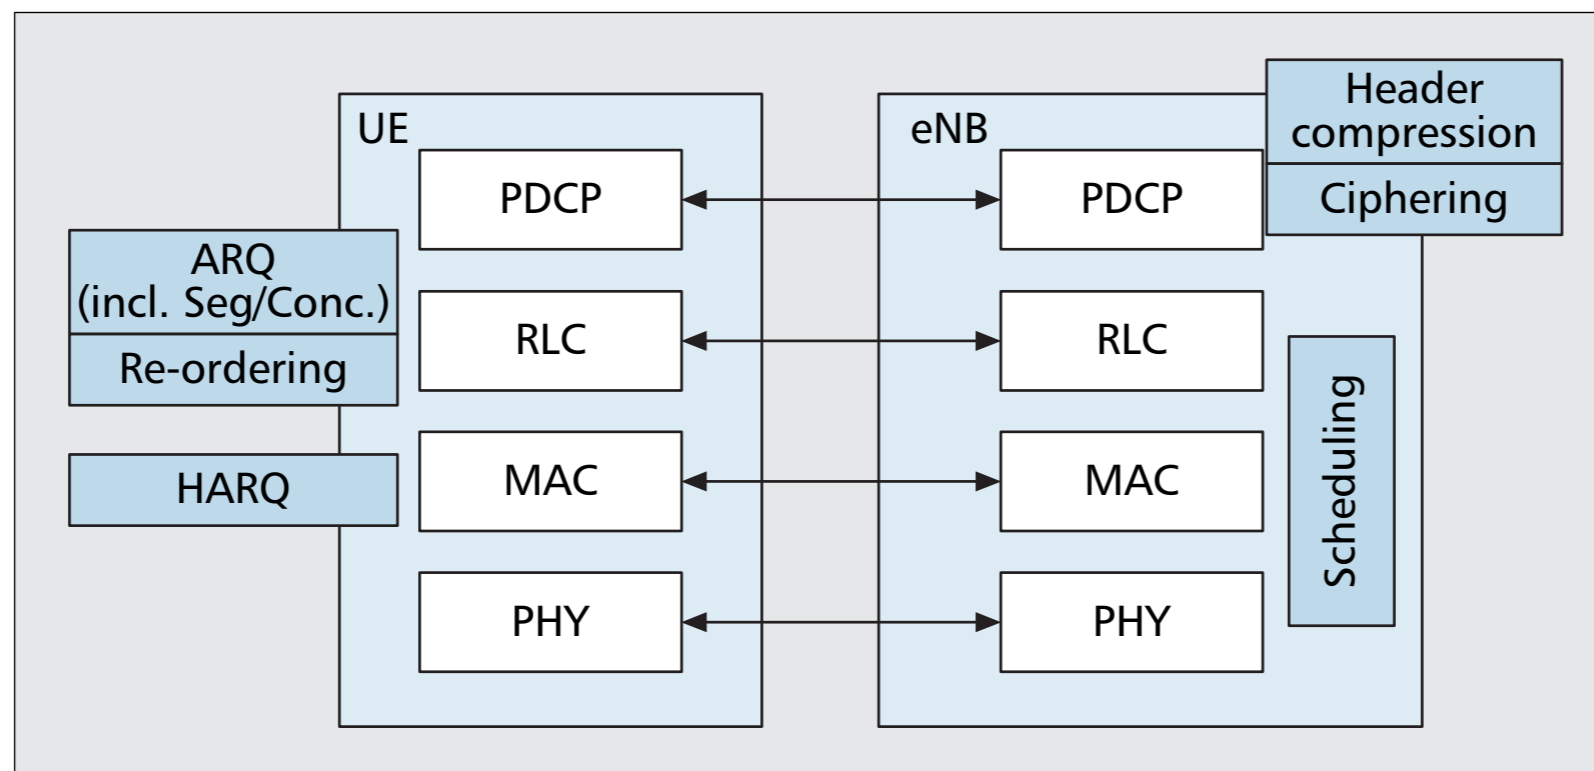 UE
eNB
Header
compression
Ciphering
PDCP
PDCP
ARQ
(incl. Seg/Conc.)
Re-ordering
RLC
RLC
HARQ
MAC
MAC
Scheduling
PHY
PHY